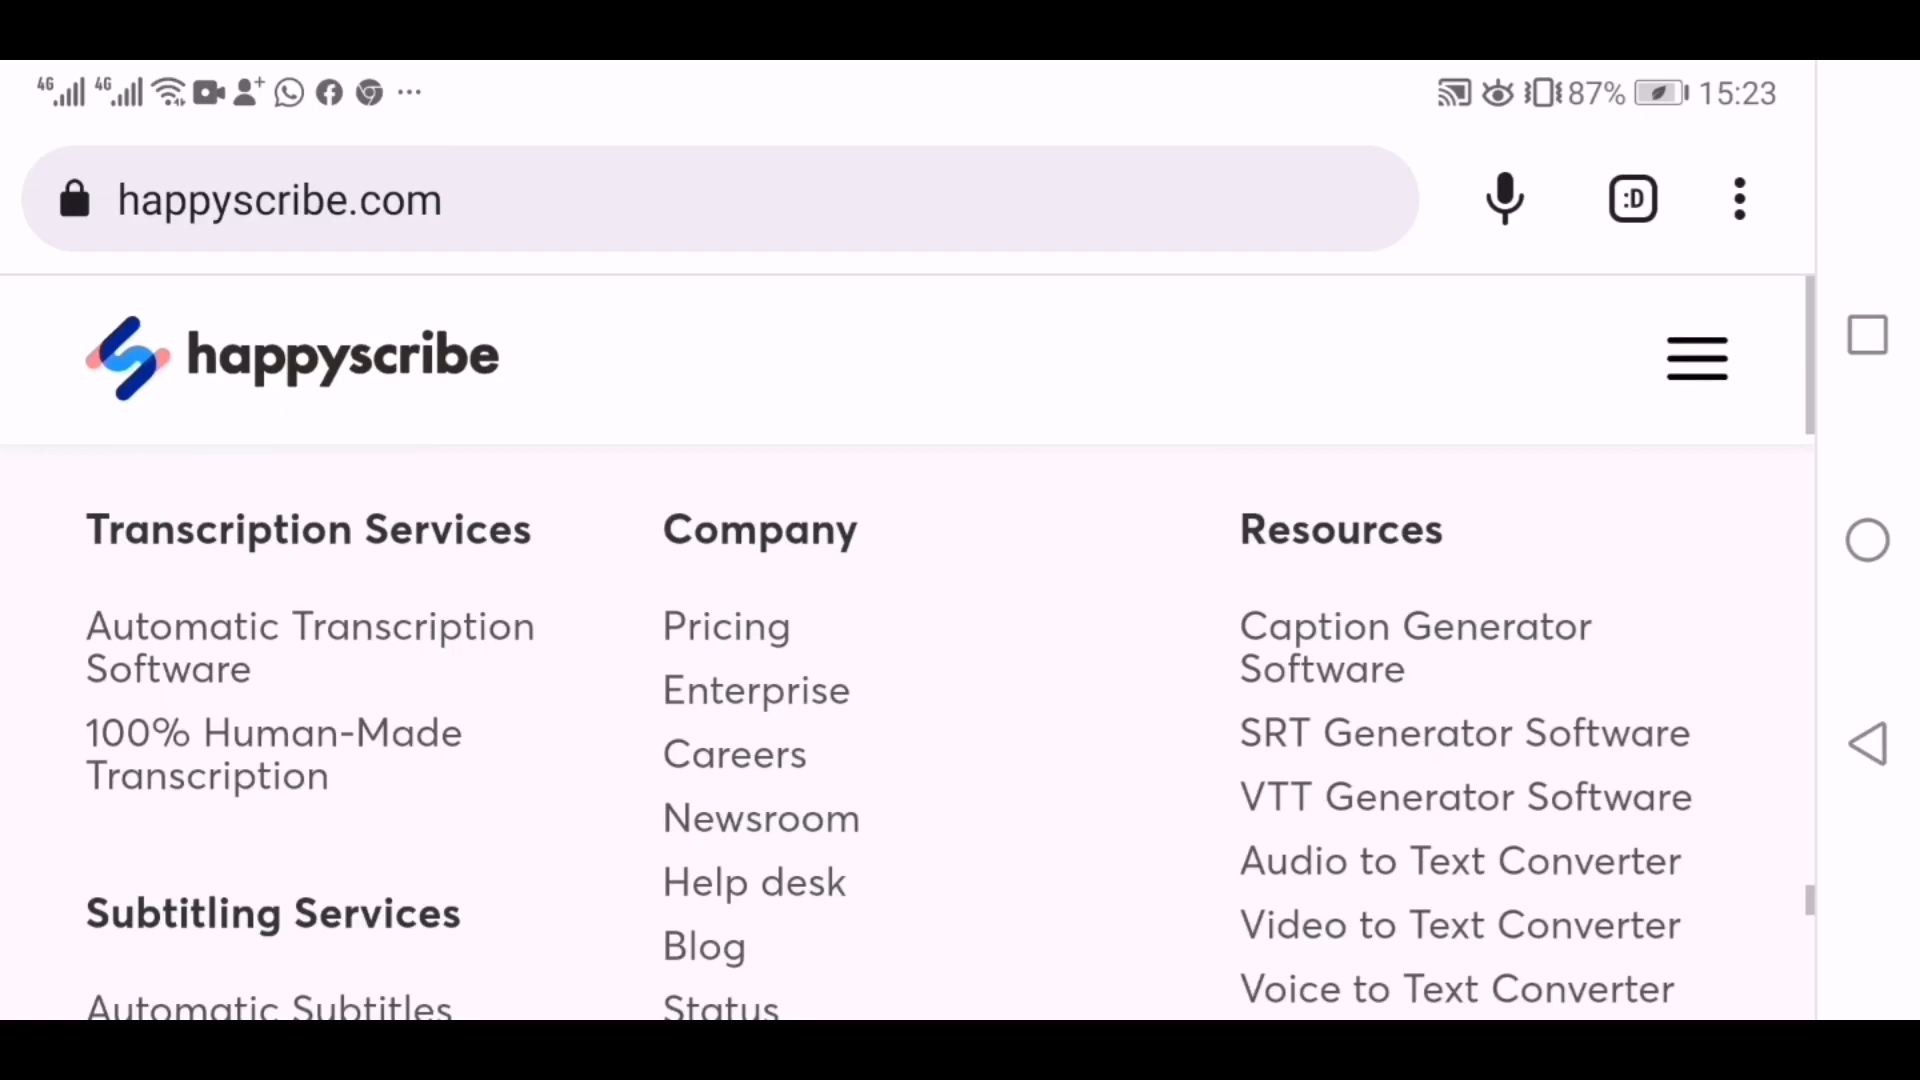 4G 4G 87% 15:23
happyscribe.com :D
happyscribe
Transcription Services
Automatic Transcription
Software
100% Human-Made
Transcription
Subtitling Services
Automatic Subtitles
Company
Pricing
Enterprise
Careers
Newsroom
Help desk
Blog
Status
Resources
Caption Generator
Software
SRT Generator Software
VTT Generator Software
Audio to Text Converter
Video to Text Converter
Voice to Text Converter